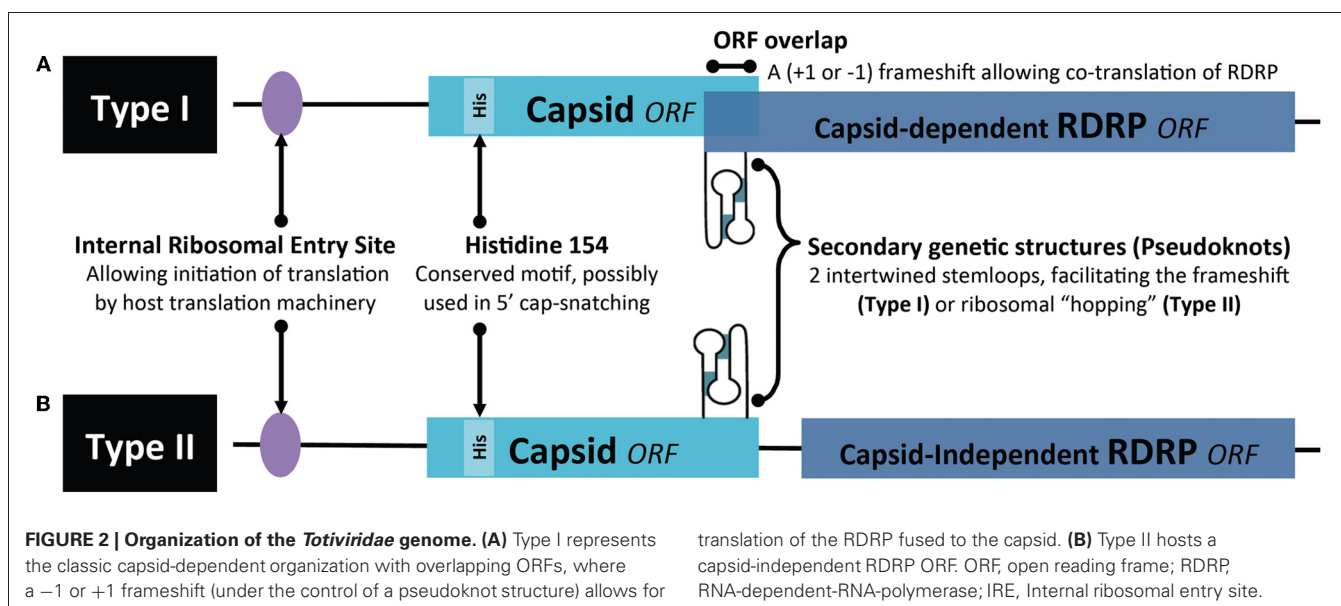 A
Type I
ORF overlap
A (+1 or -1) frameshift allowing co-translation of RDRP
His
Capsid ORF
Capsid-dependent RDRP ORF
Internal Ribosomal Entry Site
Allowing initiation of translation
by host translation machinery
Histidine 154
Conserved motif, possibly
used in 5' cap-snatching
Secondary genetic structures (Pseudoknots)
2 intertwined stemloops, facilitating the frameshift
(Type I) or ribosomal “hopping” (Type II)
B
Type II
His
Capsid ORF
Capsid-Independent RDRP ORF
FIGURE 2 | Organization of the Totiviridae genome. (A) Type I represents
the classic capsid-dependent organization with overlapping ORFs, where
a −1 or +1 frameshift (under the control of a pseudoknot structure) allows for
translation of the RDRP fused to the capsid. (B) Type II hosts a
capsid-independent RDRP ORF. ORF, open reading frame; RDRP,
RNA-dependent-RNA-polymerase; IRE, Internal ribosomal entry site.